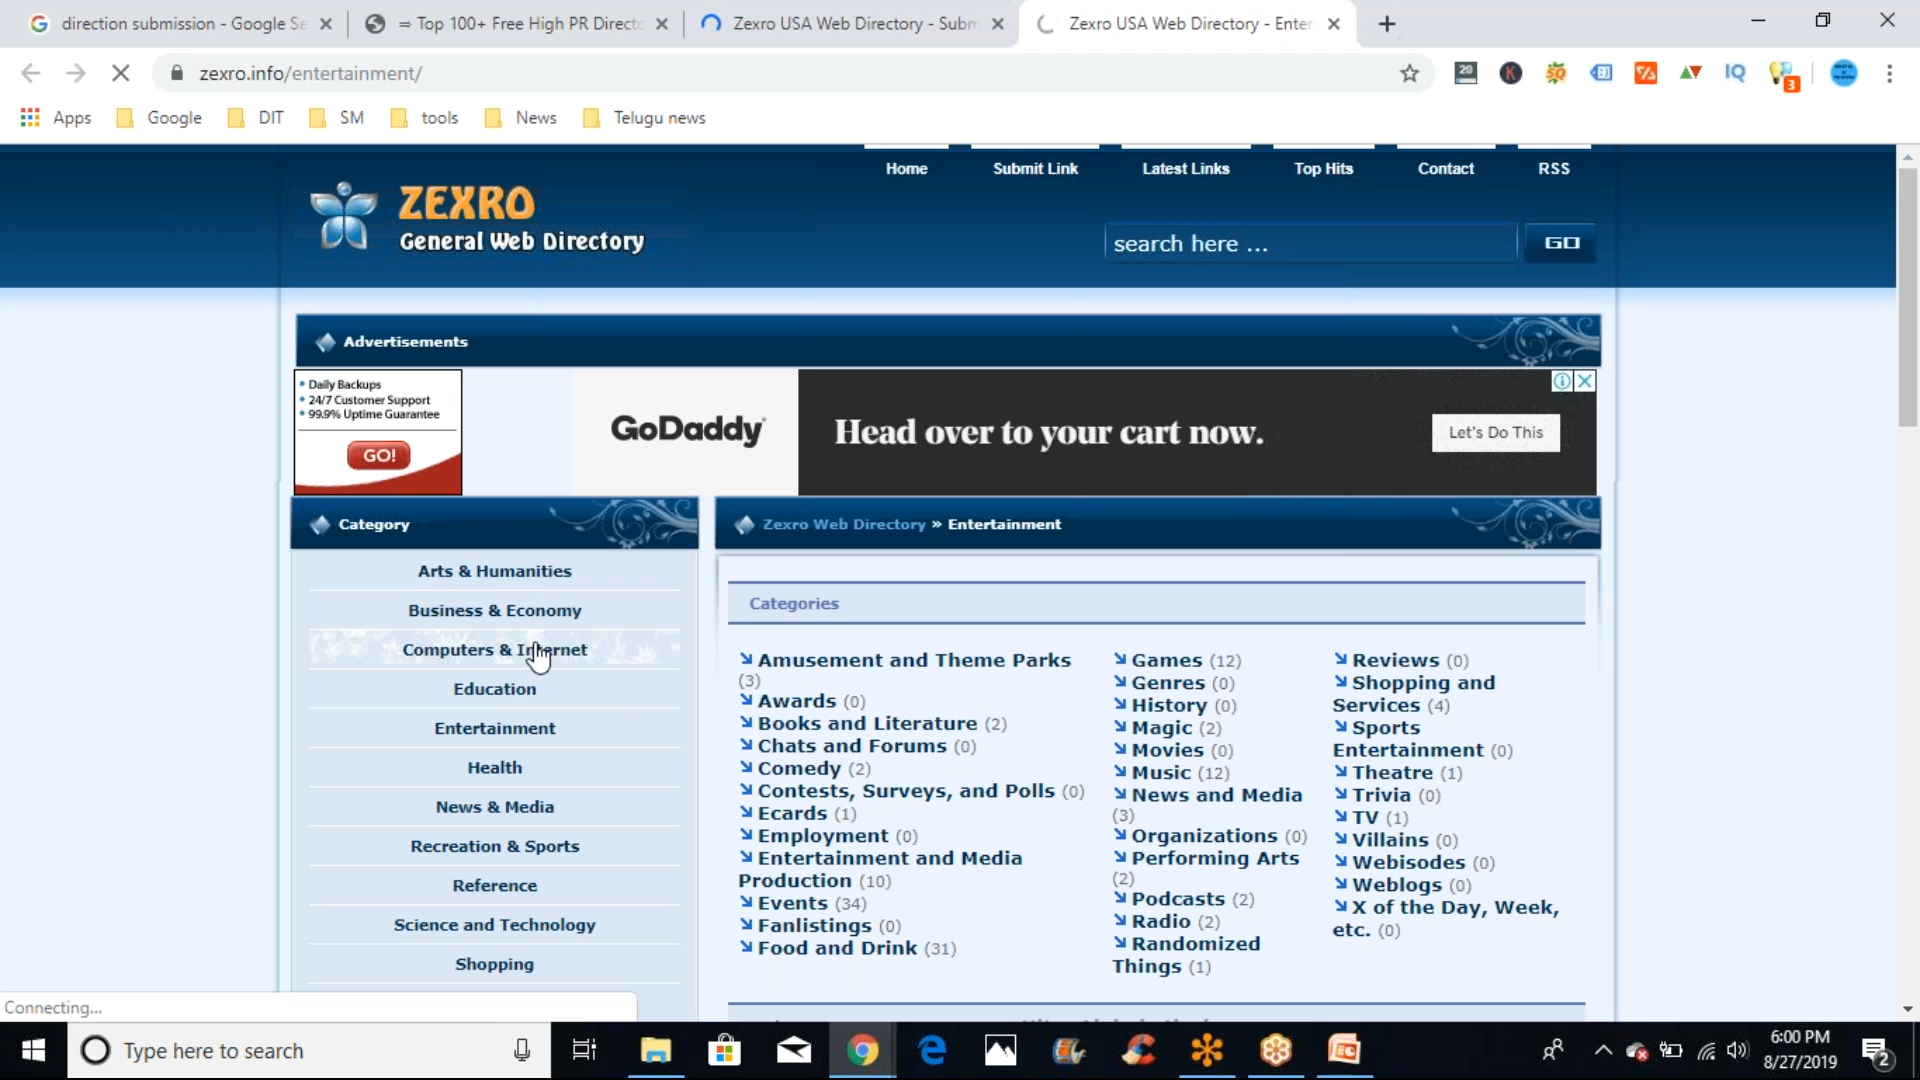 direction submission - Google Se
⇒ Top 100+ Free High PR Directo
Zexro USA Web Directory - Subm
Zexro USA Web Directory - Enter
zexro.info/entertainment/
20
K
SQ
IQ
3
Apps
Google
DIT
SM
tools
News
Telugu news
Home
Submit Link
Latest Links
Top Hits
Contact
RSS
ZEXRO
General Web Directory
search here ...
GO
Advertisements
• Daily Backups
• 24/7 Customer Support
• 99.9% Uptime Guarantee
GO!
GoDaddy
Head over to your cart now.
Let's Do This
Category
Zexro Web Directory » Entertainment
Arts & Humanities
Business & Economy
Computers & Internet
Education
Entertainment
Health
News & Media
Recreation & Sports
Reference
Science and Technology
Shopping
Categories
Amusement and Theme Parks
(3)
Awards (0)
Books and Literature (2)
Chats and Forums (0)
Comedy (2)
Contests, Surveys, and Polls (0)
Ecards (1)
Employment (0)
Entertainment and Media
Production (10)
Events (34)
Fanlistings (0)
Food and Drink (31)
Games (12)
Genres (0)
History (0)
Magic (2)
Movies (0)
Music (12)
News and Media
(3)
Organizations (0)
Performing Arts
(2)
Podcasts (2)
Radio (2)
Randomized
Things (1)
Reviews (0)
Shopping and
Services (4)
Sports
Entertainment (0)
Theatre (1)
Trivia (0)
TV (1)
Villains (0)
Webisodes (0)
Weblogs (0)
X of the Day, Week,
etc. (0)
Connecting...
Type here to search
6:00 PM
8/27/2019
2